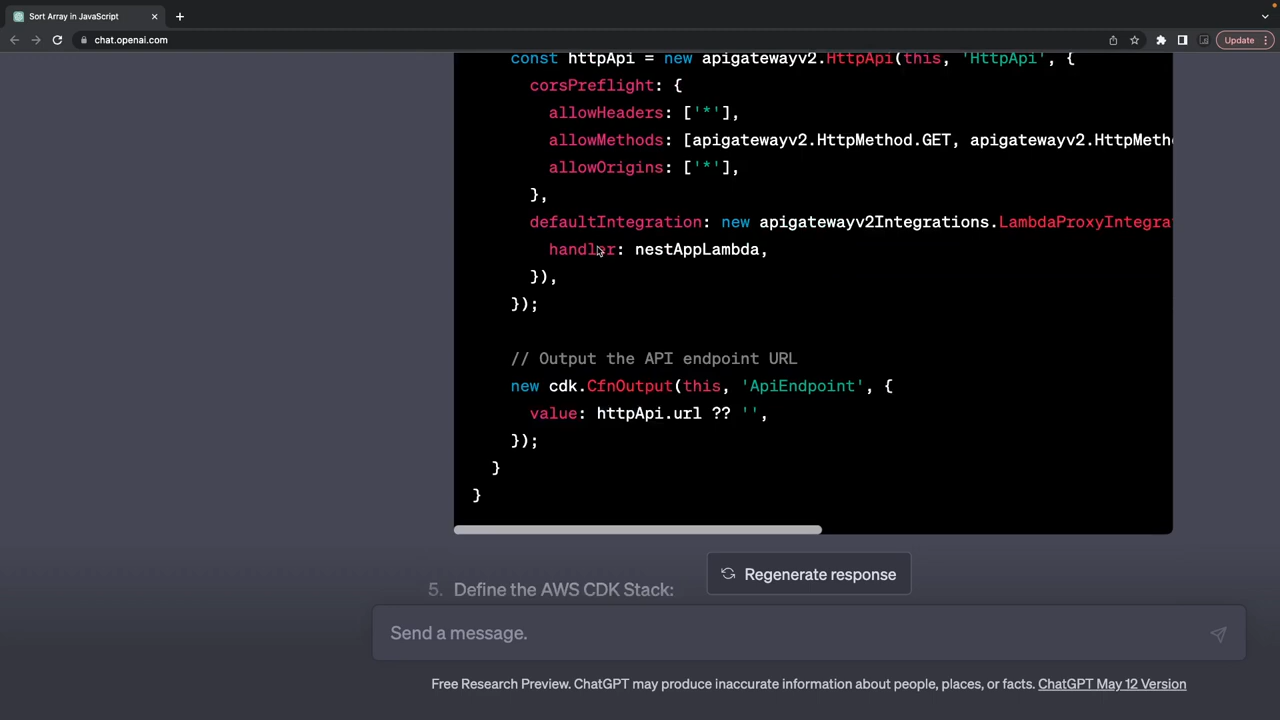 Sort Array in JavaScript
chat.openai.com
Update
const httpApi = new apigatewayv2.HttpApi(this, 'HttpApi', {
corsPreflight: {
allowHeaders: ['*'],
allowMethods: [apigatewayv2.HttpMethod.GET, apigatewayv2.HttpMetho
allowOrigins: ['*'],
},
defaultIntegration: new apigatewayv2Integrations.LambdaProxyIntegra
handler: nestAppLambda,
}),
});
// Output the API endpoint URL
new cdk.CfnOutput(this, 'ApiEndpoint', {
value: httpApi.url ?? '',
});
}
}
5. Define the AWS CDK Stack:
Regenerate response
Send a message.
Free Research Preview. ChatGPT may produce inaccurate information about people, places, or facts. ChatGPT May 12 Version